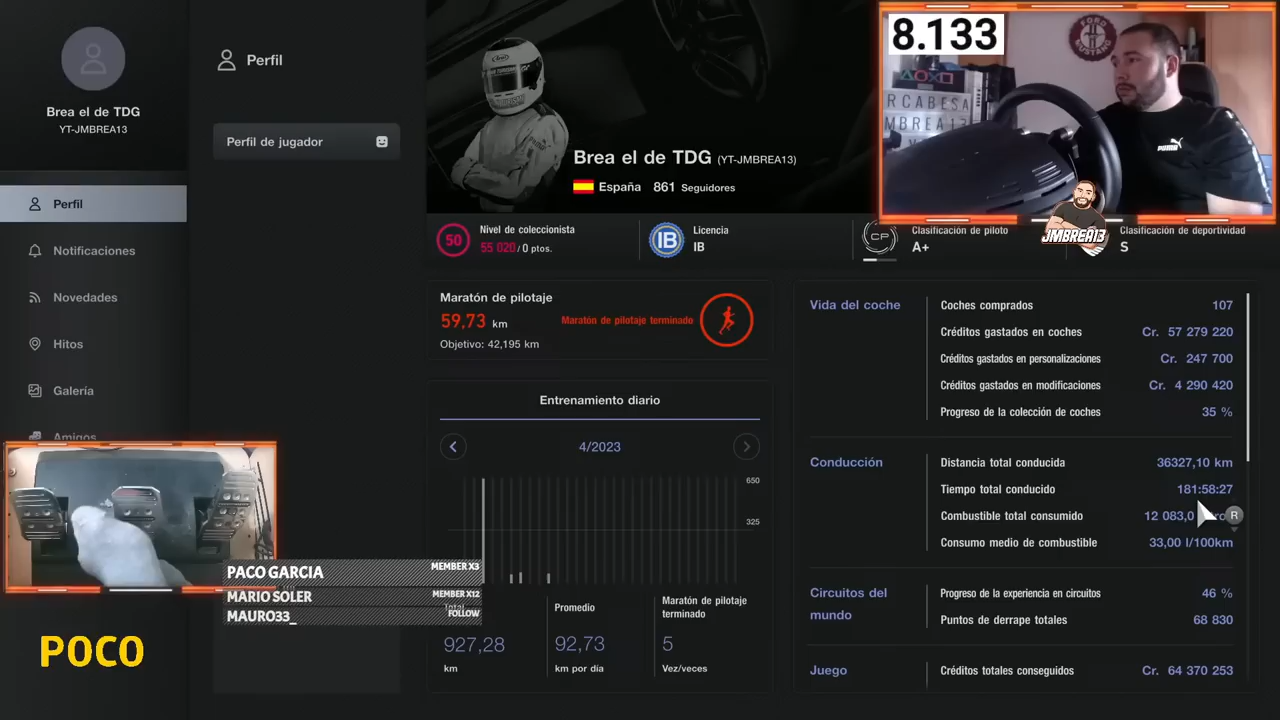 Brea el de TDG
YT-JMBREA13
Perfil
Notificaciones
Novedades
Hitos
Galería
Amigos
Perfil
Perfil de jugador
Brea el de TDG (YT-JMBREA13)
España 861 Seguidores
50
Nivel de coleccionista
55 020 / 0 ptos.
IB
Licencia
IB
CP
Clasificación de piloto
A+
Clasificación de deportividad
S
8.133
FORD
MUSTANG
JMBREA13
PUMA
Maratón de pilotaje
59,73 km
Maratón de pilotaje terminado
Objetivo: 42,195 km
Entrenamiento diario
4/2023
650
325
Total
927,28
km
Promedio
92,73
km por día
Maratón de pilotaje
terminado
5
Vez/veces
Vida del coche
Coches comprados 107
Créditos gastados en coches Cr. 57 279 220
Créditos gastados en personalizaciones Cr. 247 700
Créditos gastados en modificaciones Cr. 4 290 420
Progreso de la colección de coches 35 %
Conducción
Distancia total conducida 36327,10 km
Tiempo total conducido 181:58:27
Combustible total consumido 12 083,0
R
Consumo medio de combustible 33,00 l/100km
Circuitos del
mundo
Progreso de la experiencia en circuitos 46 %
Puntos de derrape totales 68 830
Juego
Créditos totales conseguidos Cr. 64 370 253
PACO GARCIA MEMBER X3
MARIO SOLER MEMBER X12
MAURO33_ FOLLOW
POCO